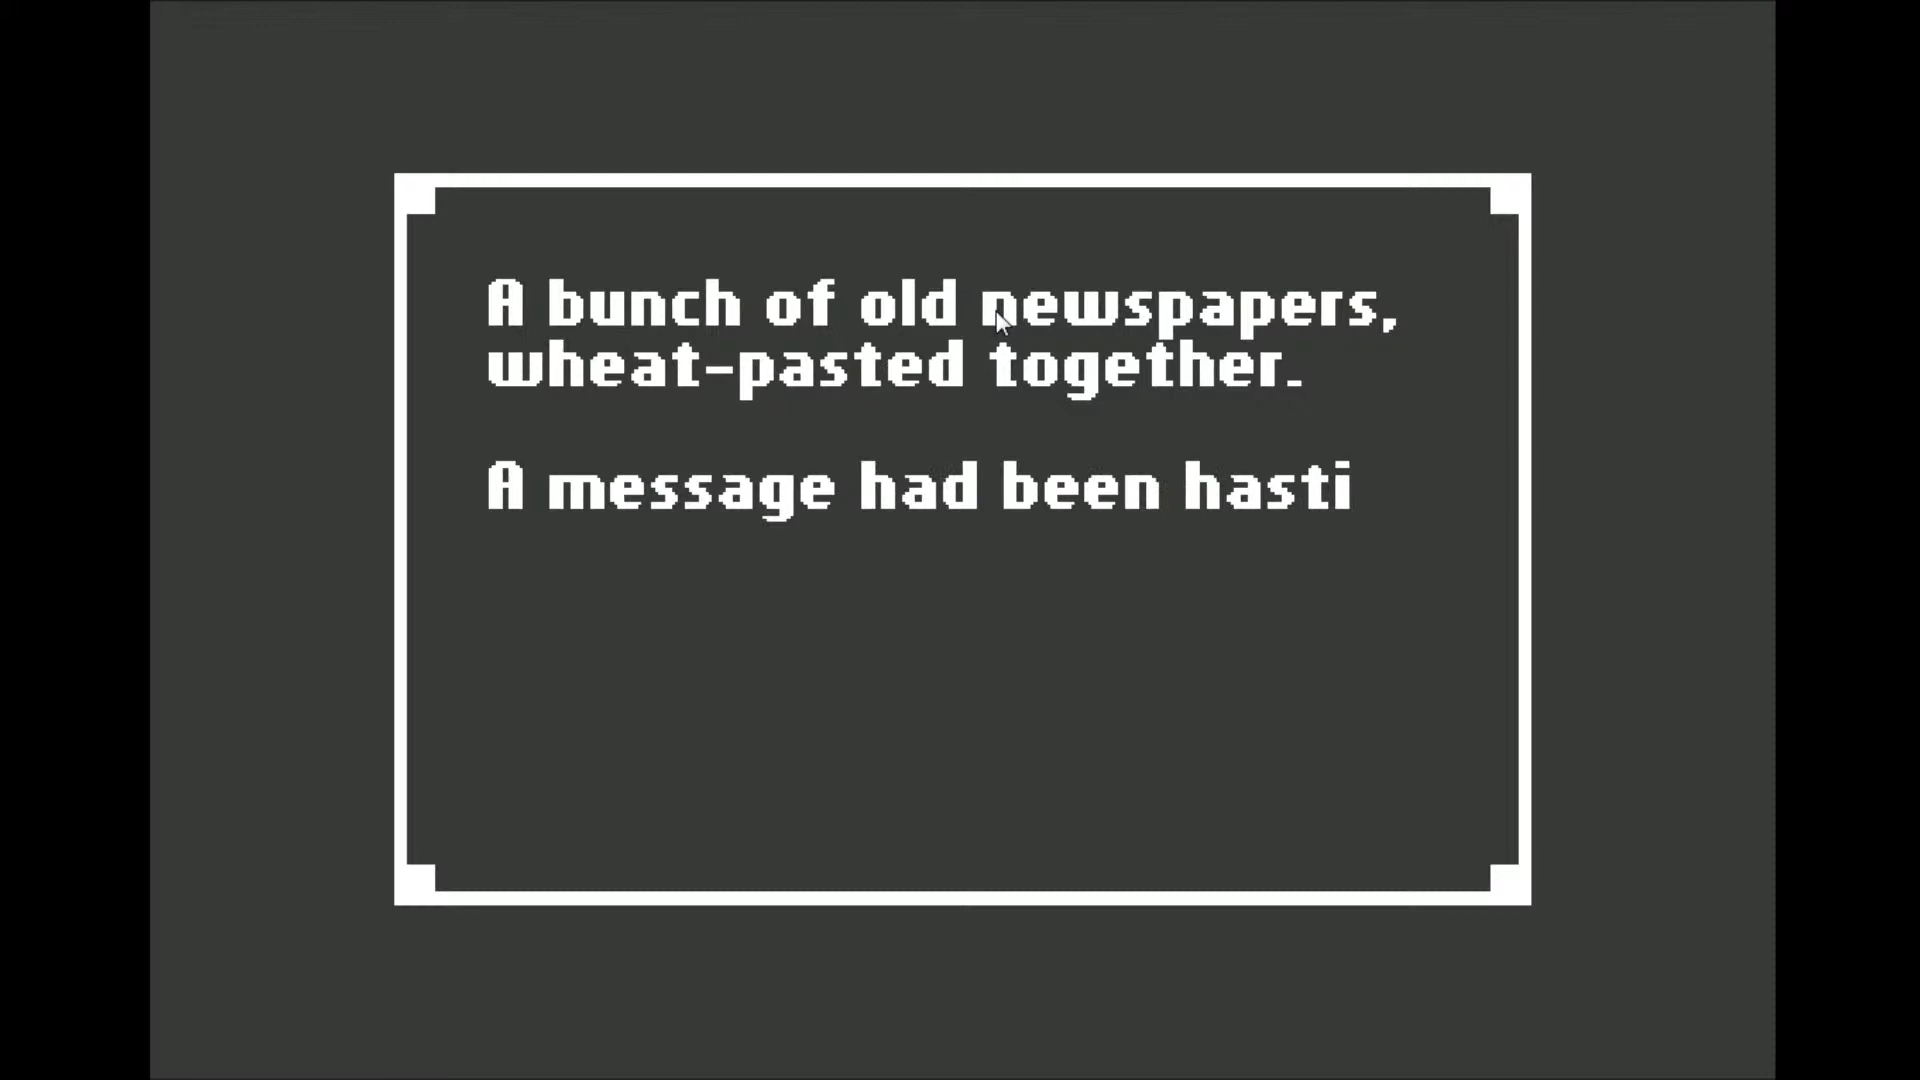 A bunch of old newspapers,
wheat-pasted together.
A message had been hasti